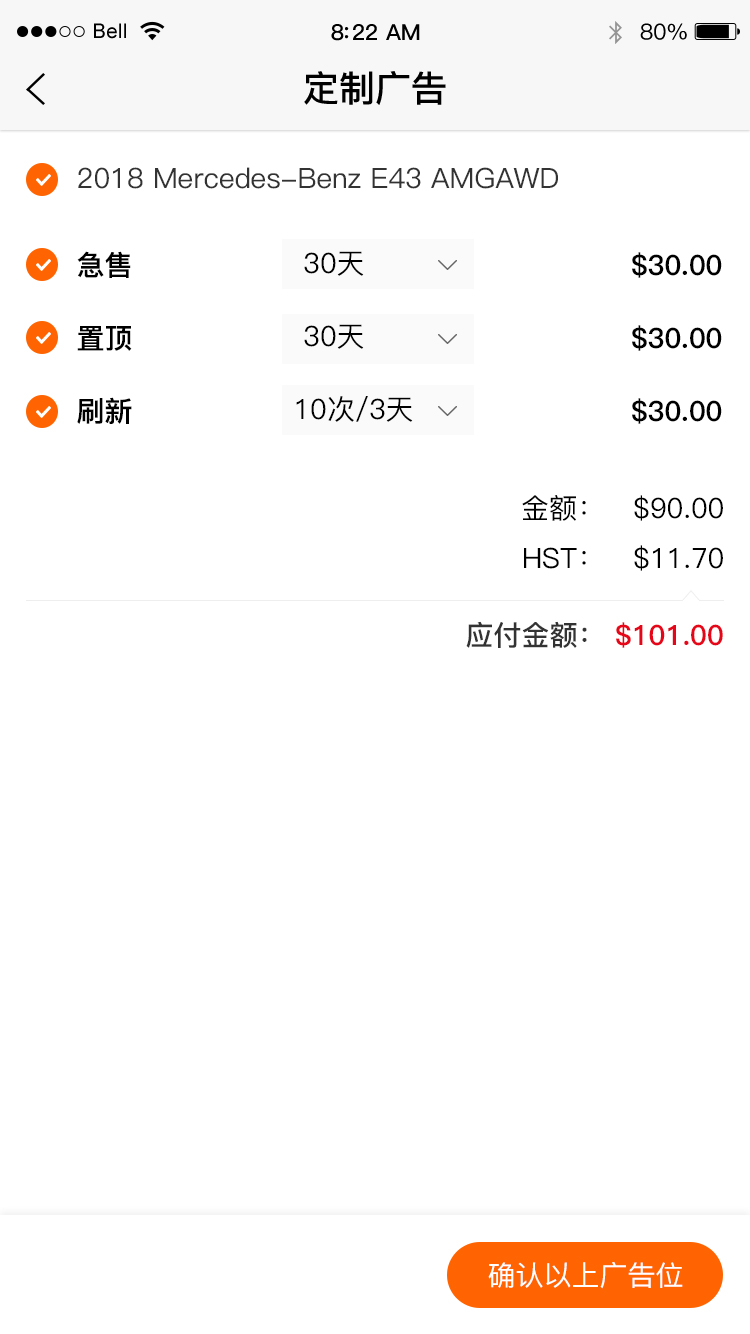 Bell 8:22 AM 80%
定制广告
2018 Mercedes-Benz E43 AMGAWD
急售 30天 $30.00
置顶 30天 $30.00
刷新 10次/3天 $30.00
金额: $90.00
HST: $11.70
应付金额: $101.00
确认以上广告位